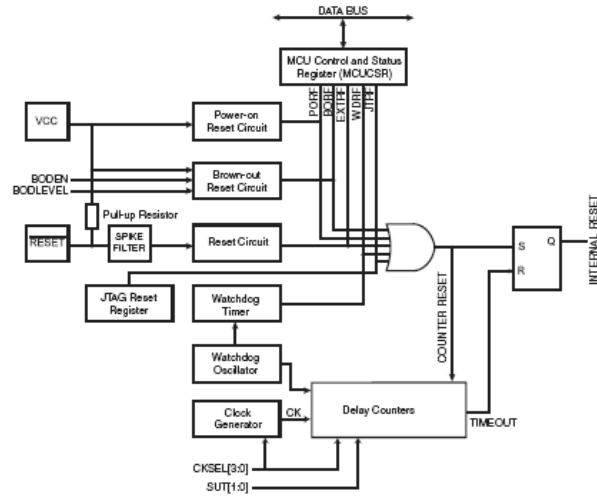 DATA BUS
MCU Control and Status
Register (MCUCSR)
PORF
BORF
EXTRF
WDRF
JTRF
VCC
Power-on
Reset Circuit
BODEN
BODLEVEL
Brown-out
Reset Circuit
Pull-up Resistor
RESET
SPIKE
FILTER
Reset Circuit
JTAG Reset
Register
Watchdog
Timer
Watchdog
Oscillator
Clock
Generator
CK
Delay Counters
CKSEL[3:0]
SUT[1:0]
COUNTER RESET
TIMEOUT
S
R
Q
INTERNAL RESET